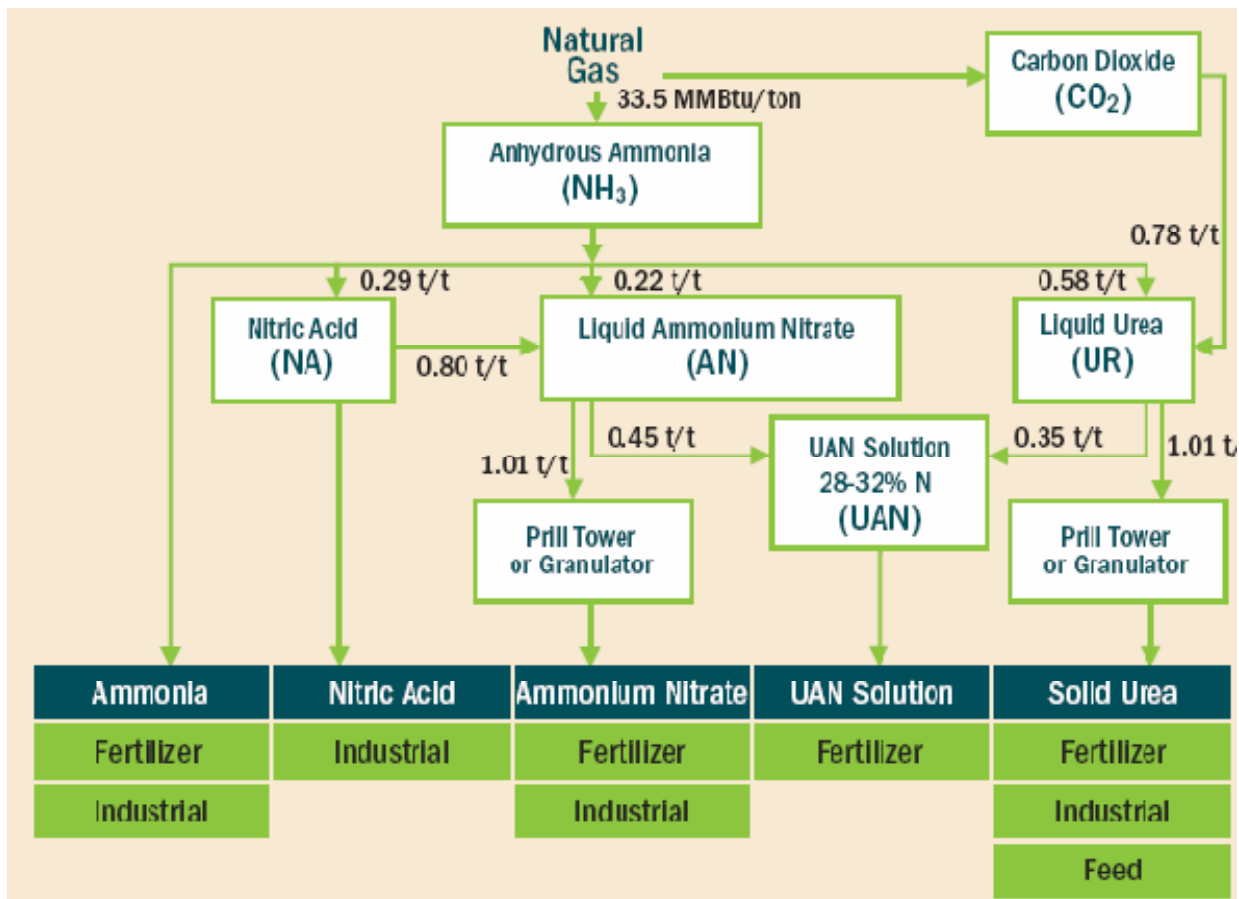 Natural
Gas
33.5 MMBtu/ton
Carbon Dioxide
(CO₂)
Anhydrous Ammonia
(NH₃)
0.78 t/t
0.29 t/t
0.22 t/t
0.58 t/t
Nitric Acid
(NA)
0.80 t/t
Liquid Ammonium Nitrate
(AN)
Liquid Urea
(UR)
1.01 t/t
0.45 t/t
UAN Solution
28-32% N
(UAN)
0.35 t/t
1.01 t/
Prill Tower
or Granulator
Prill Tower
or Granulator
Ammonia
Nitric Acid
Ammonium Nitrate
UAN Solution
Solid Urea
Fertilizer
Industrial
Fertilizer
Fertilizer
Fertilizer
Industrial
Industrial
Industrial
Feed